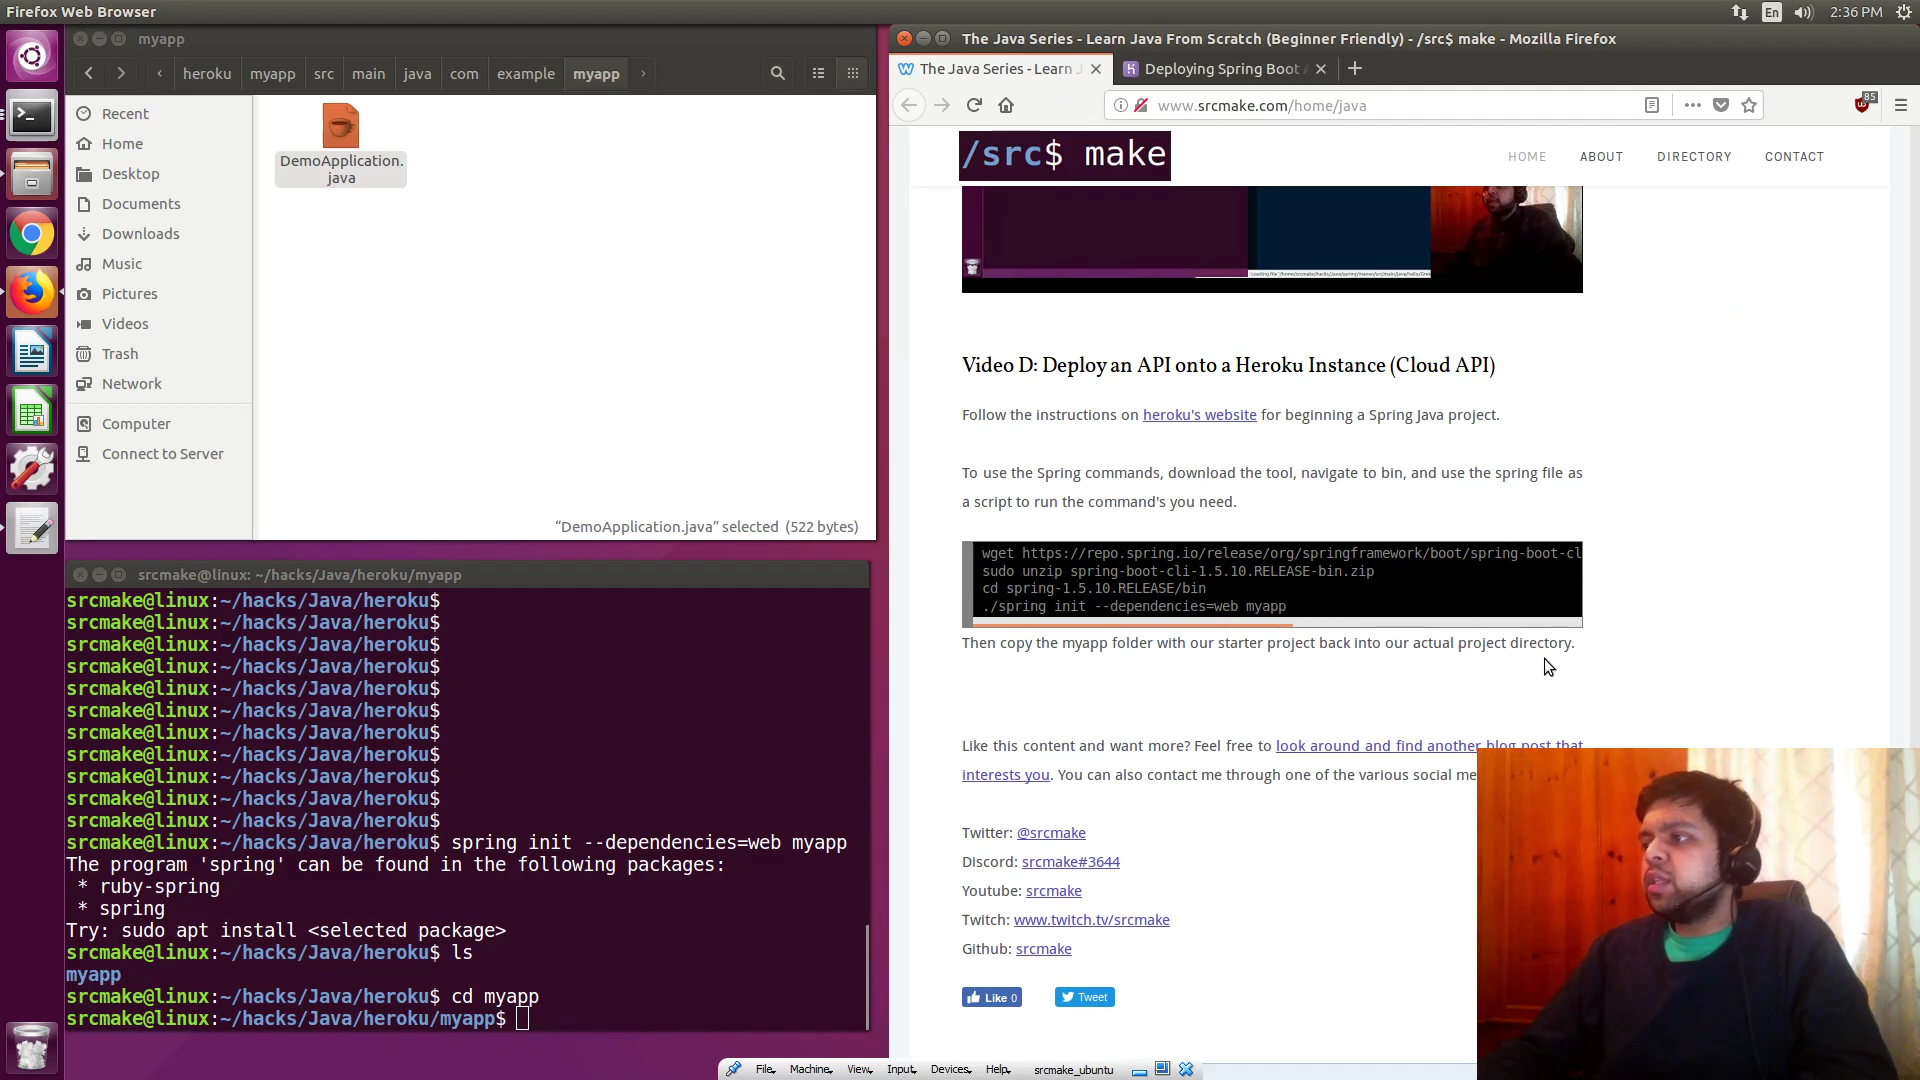 Firefox Web Browser
En
2:36 PM
myapp
heroku
myapp
src
main
java
com
example
myapp
Recent
Home
Desktop
Documents
Downloads
Music
Pictures
Videos
Trash
Network
Computer
Connect to Server
DemoApplication.
java
"DemoApplication.java" selected (522 bytes)
srcmake@linux: ~/hacks/Java/heroku/myapp
srcmake@linux:~/hacks/Java/heroku$
srcmake@linux:~/hacks/Java/heroku$
srcmake@linux:~/hacks/Java/heroku$
srcmake@linux:~/hacks/Java/heroku$
srcmake@linux:~/hacks/Java/heroku$
srcmake@linux:~/hacks/Java/heroku$
srcmake@linux:~/hacks/Java/heroku$
srcmake@linux:~/hacks/Java/heroku$
srcmake@linux:~/hacks/Java/heroku$
srcmake@linux:~/hacks/Java/heroku$
srcmake@linux:~/hacks/Java/heroku$
srcmake@linux:~/hacks/Java/heroku$ spring init --dependencies=web myapp
The program 'spring' can be found in the following packages:
* ruby-spring
* spring
Try: sudo apt install <selected package>
srcmake@linux:~/hacks/Java/heroku$ ls
myapp
srcmake@linux:~/hacks/Java/heroku$ cd myapp
srcmake@linux:~/hacks/Java/heroku/myapp$
The Java Series - Learn Java From Scratch (Beginner Friendly) - /src$ make - Mozilla Firefox
The Java Series - Learn J
Deploying Spring Boot A
www.srcmake.com/home/java
85
/src$ make
HOME
ABOUT
DIRECTORY
CONTACT
Video D: Deploy an API onto a Heroku Instance (Cloud API)
Follow the instructions on heroku's website for beginning a Spring Java project.
To use the Spring commands, download the tool, navigate to bin, and use the spring file as
a script to run the command's you need.
wget https://repo.spring.io/release/org/springframework/boot/spring-boot-cl
sudo unzip spring-boot-cli-1.5.10.RELEASE-bin.zip
cd spring-1.5.10.RELEASE/bin
./spring init --dependencies=web myapp
Then copy the myapp folder with our starter project back into our actual project directory.
Like this content and want more? Feel free to look around and find another blog post that
interests you. You can also contact me through one of the various social me
Twitter: @srcmake
Discord: srcmake#3644
Youtube: srcmake
Twitch: www.twitch.tv/srcmake
Github: srcmake
Like 0
Tweet
File
Machine
View
Input
Devices
Help
srcmake_ubuntu